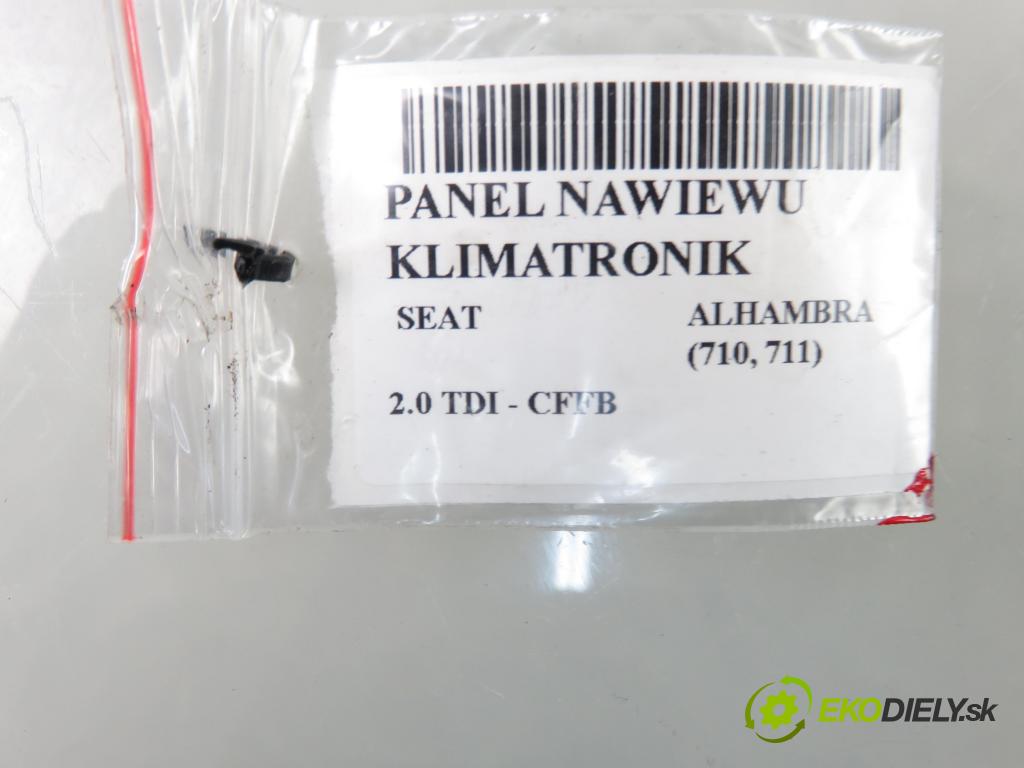 PANEL NAWIEWU
KLIMATRONIK
SEAT ALHAMBRA
(710, 711)
2.0 TDI - CFFB
EKODIELY.sk